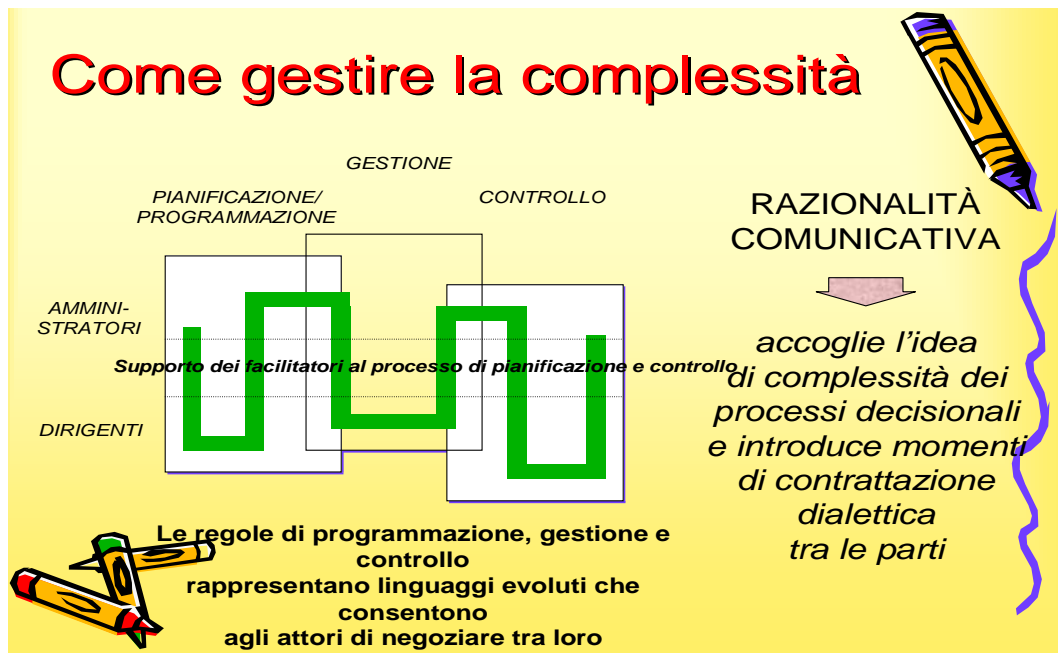 Come gestire la complessità
GESTIONE
PIANIFICAZIONE/
PROGRAMMAZIONE
CONTROLLO
AMMINI-
STRATORI
Supporto dei facilitatori al processo di pianificazione e controllo
DIRIGENTI
Le regole di programmazione, gestione e
controllo
rappresentano linguaggi evoluti che
consentono
agli attori di negoziare tra loro
RAZIONALITÀ
COMUNICATIVA
accoglie l’idea
di complessità dei
processi decisionali
e introduce momenti
di contrattazione
dialettica
tra le parti